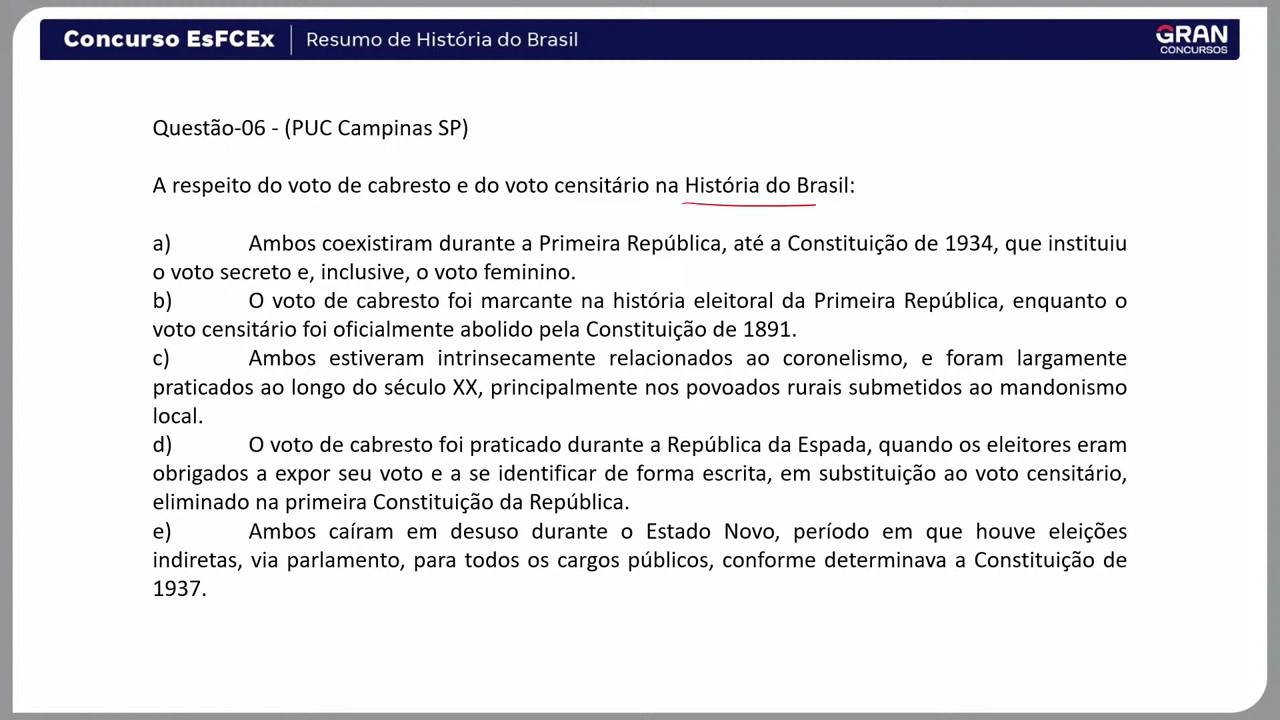 Concurso EsFCEx
Resumo de História do Brasil
GRAN
CONCURSOS
Questão-06 - (PUC Campinas SP)
A respeito do voto de cabresto e do voto censitário na História do Brasil:
a) Ambos coexistiram durante a Primeira República, até a Constituição de 1934, que instituiu
o voto secreto e, inclusive, o voto feminino.
b) O voto de cabresto foi marcante na história eleitoral da Primeira República, enquanto o
voto censitário foi oficialmente abolido pela Constituição de 1891.
c) Ambos estiveram intrinsecamente relacionados ao coronelismo, e foram largamente
praticados ao longo do século XX, principalmente nos povoados rurais submetidos ao mandonismo
local.
d) O voto de cabresto foi praticado durante a República da Espada, quando os eleitores eram
obrigados a expor seu voto e a se identificar de forma escrita, em substituição ao voto censitário,
eliminado na primeira Constituição da República.
e) Ambos caíram em desuso durante o Estado Novo, período em que houve eleições
indiretas, via parlamento, para todos os cargos públicos, conforme determinava a Constituição de
1937.